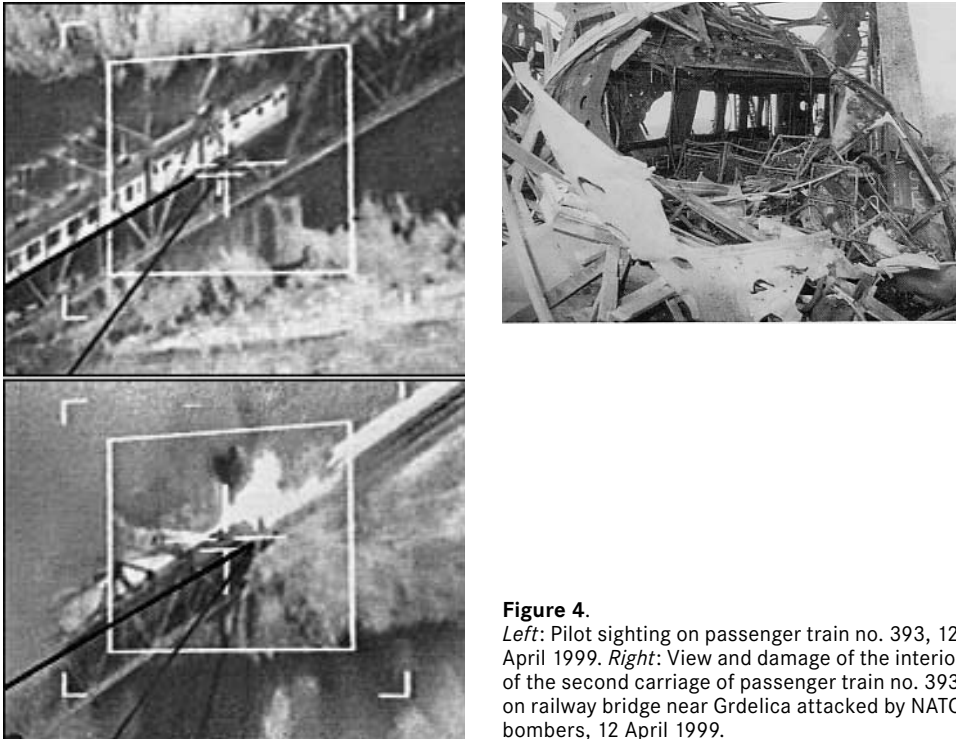 Figure 4.
Left: Pilot sighting on passenger train no. 393, 12
April 1999. Right: View and damage of the interio
of the second carriage of passenger train no. 393
on railway bridge near Grdelica attacked by NATO
bombers, 12 April 1999.